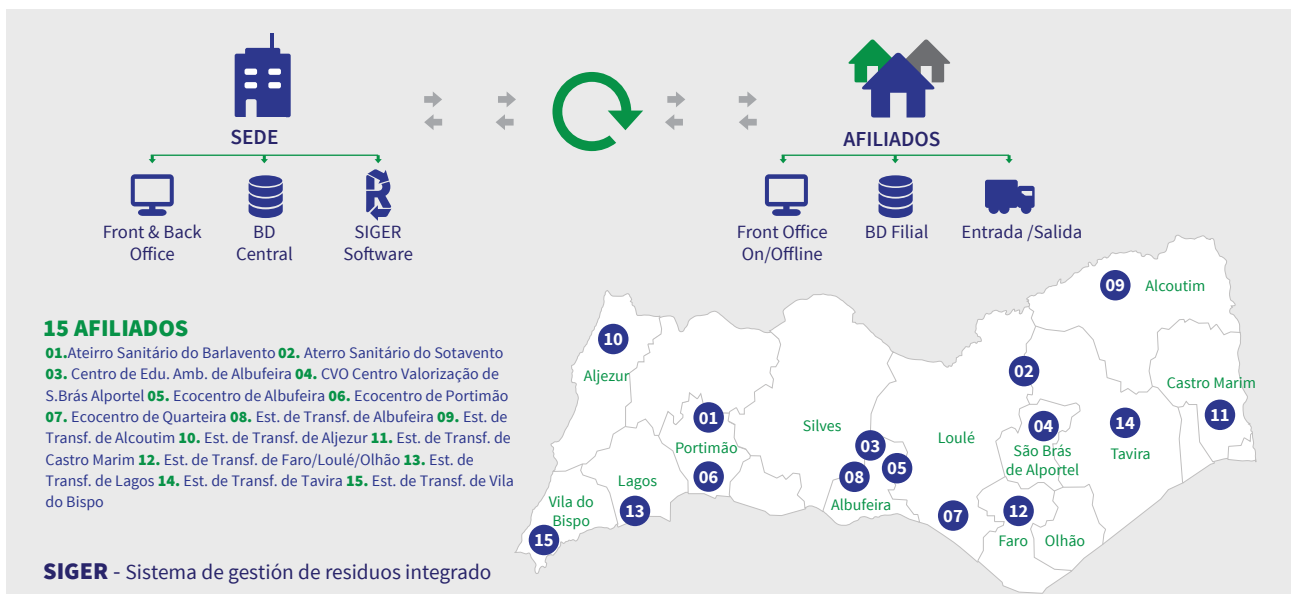 SEDE
Front & Back
Office
BD
Central
SIGER
Software
AFILIADOS
Front Office
On/Offline
BD Filial
Entrada /Salida
15 AFILIADOS
01.Ateirro Sanitário do Barlavento 02. Aterro Sanitário do Sotavento
03. Centro de Edu. Amb. de Albufeira 04. CVO Centro Valorização de
S.Brás Alportel 05. Ecocentro de Albufeira 06. Ecocentro de Portimão
07. Ecocentro de Quarteira 08. Est. de Transf. de Albufeira 09. Est. de
Transf. de Alcoutim 10. Est. de Transf. de Aljezur 11. Est. de Transf. de
Castro Marim 12. Est. de Transf. de Faro/Loulé/Olhão 13. Est. de
Transf. de Lagos 14. Est. de Transf. de Tavira 15. Est. de Transf. de Vila
do Bispo
SIGER - Sistema de gestión de residuos integrado
09
Alcoutim
10
Aljezur
02
Castro Marim
11
01
Portimão
06
Silves
03
05
08
Albufeira
Loulé
04
São Brás
de Alportel
14
Tavira
Lagos
13
Vila do
Bispo
15
07
12
Faro
Olhão